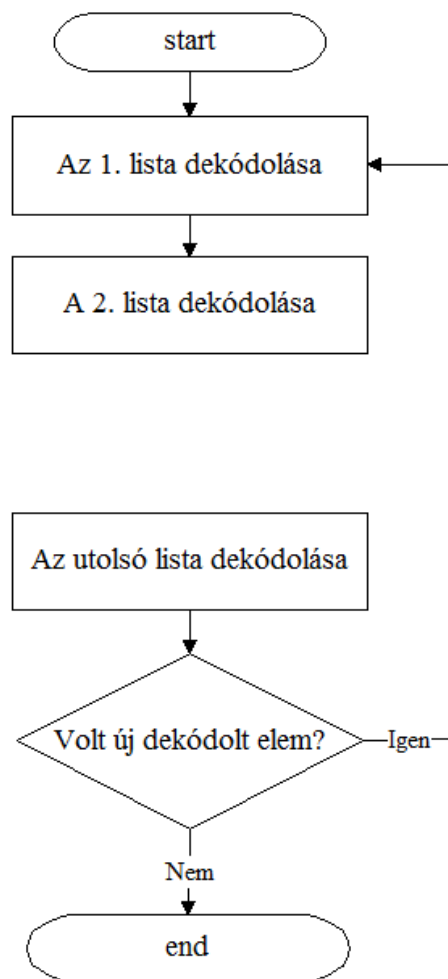 start
Az 1. lista dekódolása
A 2. lista dekódolása
Az utolsó lista dekódolása
Volt új dekódolt elem?
Igen
Nem
end